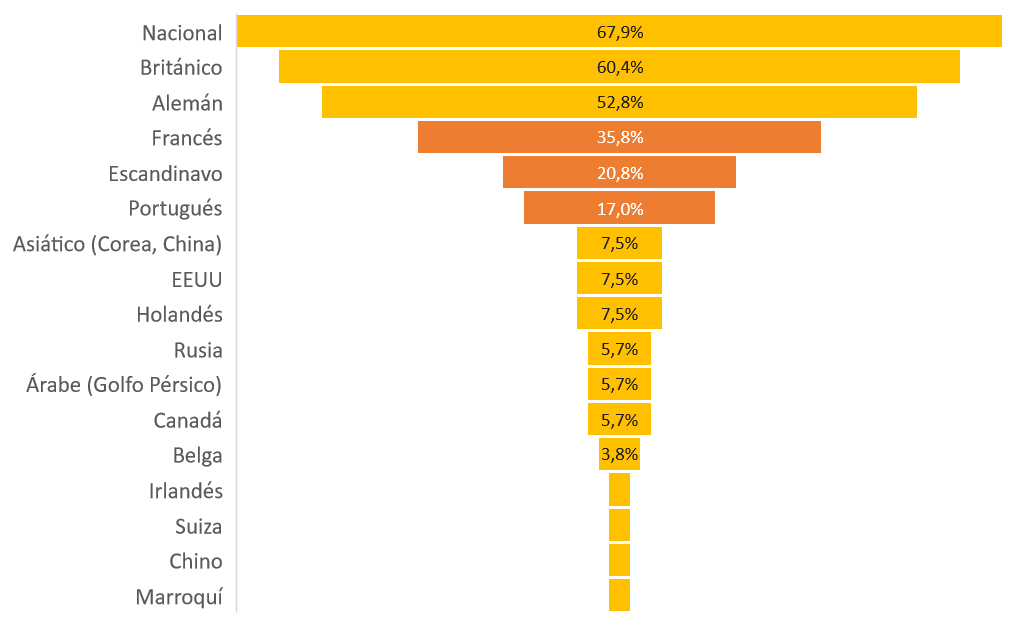 Nacional 67,9%
Británico 60,4%
Alemán 52,8%
Francés 35,8%
Escandinavo 20,8%
Portugués 17,0%
Asiático (Corea, China) 7,5%
EEUU 7,5%
Holandés 7,5%
Rusia 5,7%
Árabe (Golfo Pérsico) 5,7%
Canadá 5,7%
Belga 3,8%
Irlandés
Suiza
Chino
Marroquí